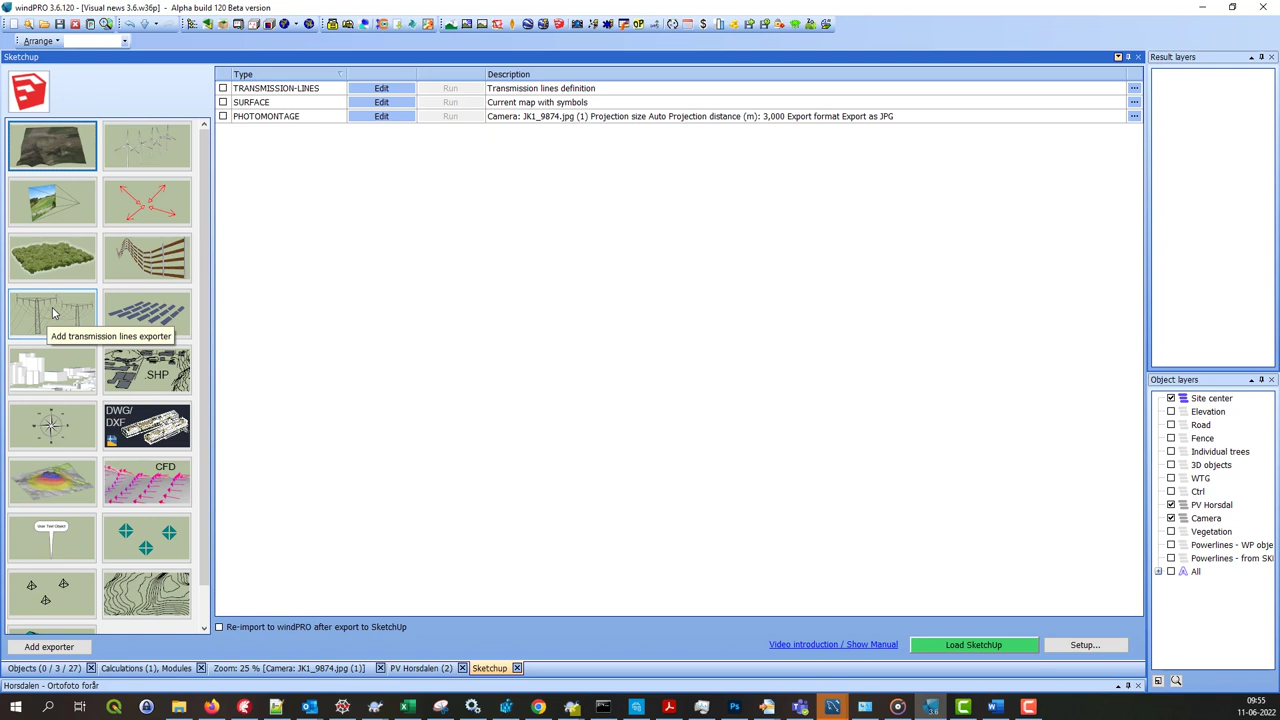 windPRO 3.6.120 - [Visual news 3.6.w36p] - Alpha build 120 Beta version
Arrange
Sketchup
Result layers
Type
Description
TRANSMISSION-LINES Edit Run Transmission lines definition
SURFACE Edit Run Current map with symbols
PHOTOMONTAGE Edit Run Camera: JK1_9874.jpg (1) Projection size Auto Projection distance (m): 3,000 Export format Export as JPG
Add transmission lines exporter
.SHP
DWG/
DXF
CFD
User Text Object
Object layers
Site center
Elevation
Road
Fence
Individual trees
3D objects
WTG
Ctrl
PV Horsdal
Camera
Vegetation
Powerlines - WP obje
Powerlines - from SK
All
Re-import to windPRO after export to SketchUp
Add exporter
Video introduction / Show Manual
Load SketchUp
Setup...
Objects (0 / 3 / 27)
Calculations (1), Modules
Zoom: 25 % [Camera: JK1_9874.jpg (1)]
PV Horsdalen (2)
Sketchup
Horsdalen - Ortofoto forår
09:55
11-06-2022